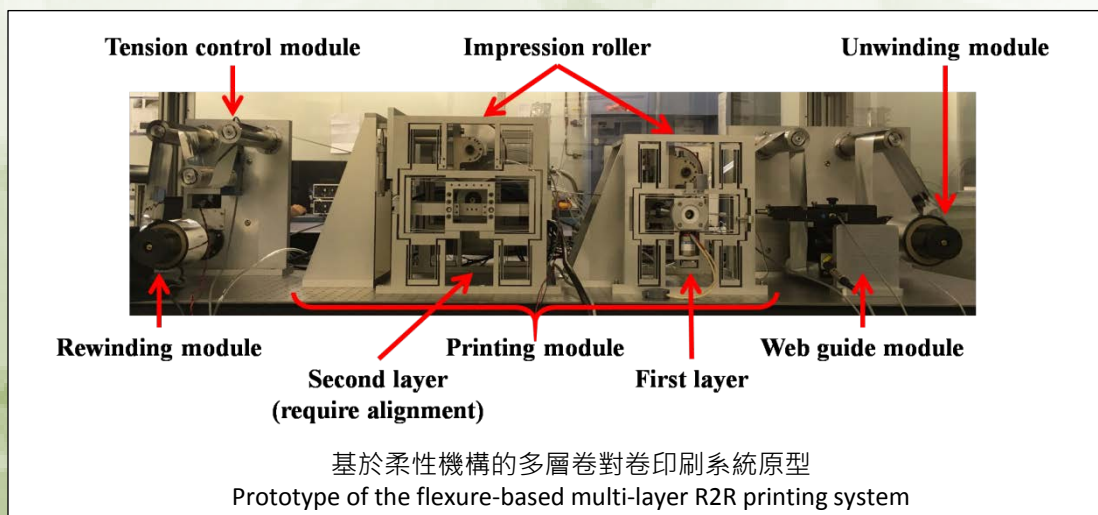 Tension control module
Impression roller
Unwinding module
Rewinding module
Printing module
Web guide module
Second layer
(require alignment)
First layer
基於柔性機構的多層卷對卷印刷系統原型
Prototype of the flexure-based multi-layer R2R printing system